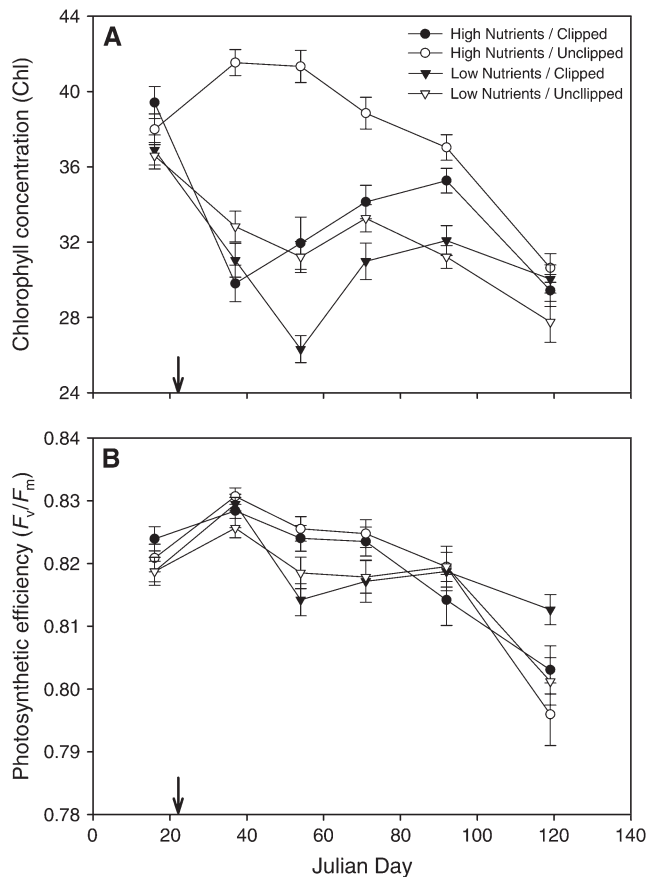 A
High Nutrients / Clipped
High Nutrients / Unclipped
Low Nutrients / Clipped
Low Nutrients / Uncllipped
Chlorophyll concentration (Chl)
44
40
36
32
28
24
B
Photosynthetic efficiency (Fv/Fm)
0.84
0.83
0.82
0.81
0.80
0.79
0.78
0 20 40 60 80 100 120 140
Julian Day